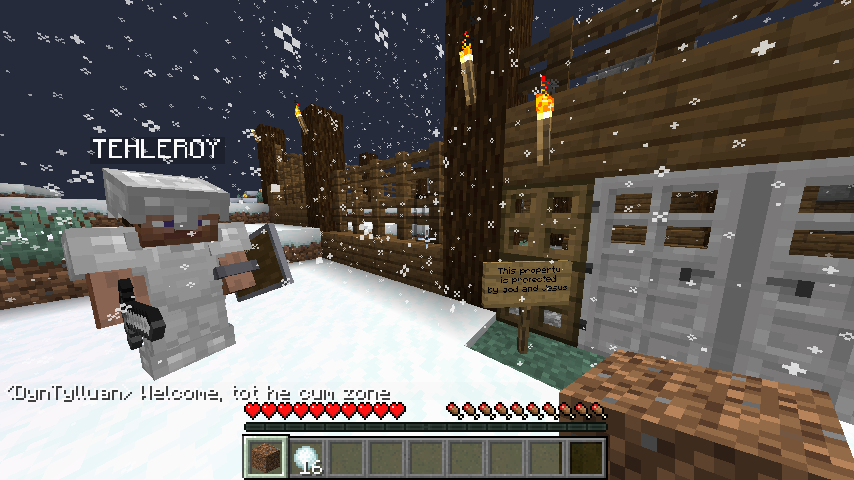 TEHLEROY
This property
is protected
by god and Jesus
<DynTylluan> Welcome, tot he cum zone
16